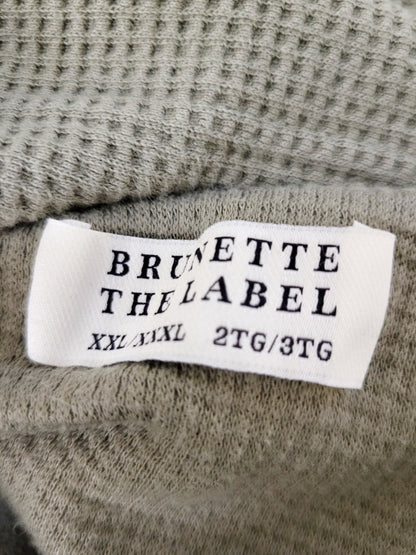 BRUNETTE
THE LABEL
XXL/XXXL 2TG/3TG